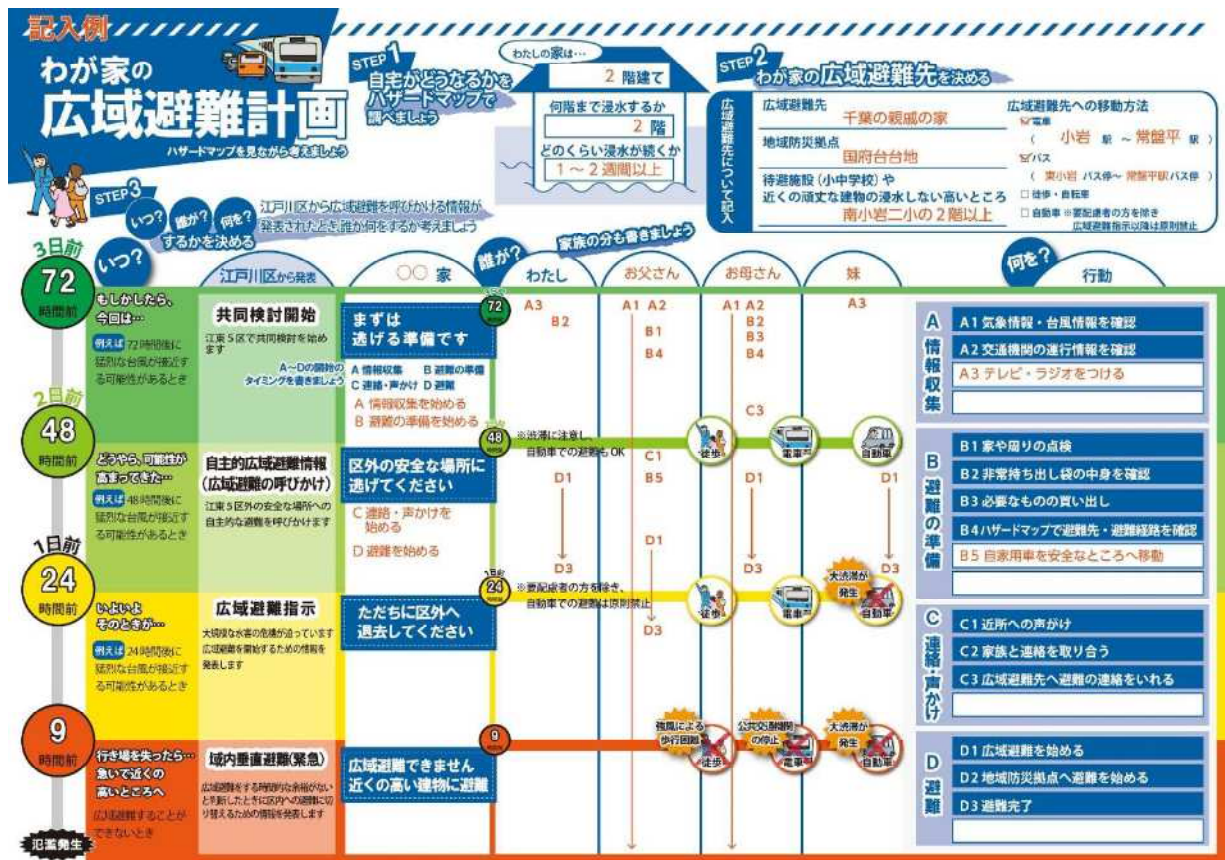 記入例
わが家の
広域避難計画
ハザードマップを見ながら考えましょう
STEP1
自宅がどうなるかを
ハザードマップで
調べましょう
わたしの家は…
2 階建て
何階まで浸水するか
2 階
どのくらい浸水が続くか
1~2週間以上
STEP2
わが家の広域避難先を決める
広域避難先について記入
広域避難先
千葉の親戚の家
地域防災拠点
国府台台地
待避施設(小中学校)や
近くの頑丈な建物の浸水しない高いところ
南小岩二小の2階以上
広域避難先への移動方法
☑電車
( 小岩 駅 ~ 常盤平 駅 )
☑バス
( 東小岩 バス停~ 常盤平駅 バス停 )
□ 徒歩・自転車
□ 自動車 ※要配慮者の方を除き
広域避難指示以降は原則禁止
STEP3
いつ? 誰が? 何を?
するかを決める
江戸川区から広域避難を呼びかける情報が
発表されたとき誰が何をするか考えましょう
いつ?
江戸川区から発表
〇〇 家
誰が?
家族の分も書きましょう
わたし
お父さん
お母さん
妹
何を?
行動
3日前
72
時間前
もしかしたら、
今回は…
例えば 72時間後に
猛烈な台風が接近す
る可能性があるとき
共同検討開始
江東5区で共同検討を始め
ます
A~Dの開始の
タイミングを書きましょう
まずは
逃げる準備です
A 情報収集 B 避難の準備
C 連絡・声かけ D 避難
A 情報収集を始める
B 避難の準備を始める
72
A3
B2
A1 A2
B1
B4
A1 A2
B2
B3
B4
C3
A3
2日前
48
時間前
どうやら、可能性が
高まってきた…
例えば 48時間後に
猛烈な台風が接近す
る可能性があるとき
自主的広域避難情報
(広域避難の呼びかけ)
江東5区外の安全な場所への
自主的な避難を呼びかけます
区外の安全な場所に
逃げてください
C 連絡・声かけを
始める
D 避難を始める
48
※渋滞に注意し、
自動車での避難もOK
徒歩
電車
自動車
D1
D3
C1
B5
D1
D3
D1
D3
D1
D3
1日前
24
時間前
いよいよ
そのときが…
例えば 24時間後に
猛烈な台風が接近す
る可能性があるとき
広域避難指示
大規模な水害の危機が迫っています
広域避難を開始するための情報を
発表します
ただちに区外へ
退去してください
1日前
24
※要配慮者の方を除き、
自動車での避難は原則禁止
徒歩
電車
大渋滞が
発生
自動車
9
時間前
行き場を失ったら…
急いで近くの
高いところへ
広域避難することが
できないとき
域内垂直避難(緊急)
広域避難をする時間的な余裕がない
と判断したときに区内への避難に切
り替えるための情報を発表します
広域避難できません
近くの高い建物に避難
9
強風による
歩行困難
徒歩
公共交通機関
の停止
電車
大渋滞が
発生
自動車
氾濫発生
A 情報収集
A1 気象情報・台風情報を確認
A2 交通機関の運行情報を確認
A3 テレビ・ラジオをつける
B 避難の準備
B1 家や周りの点検
B2 非常持ち出し袋の中身を確認
B3 必要なものの買い出し
B4 ハザードマップで避難先・避難経路を確認
B5 自家用車を安全なところへ移動
C 連絡・声かけ
C1 近所への声がけ
C2 家族と連絡を取り合う
C3 広域避難先へ避難の連絡をいれる
D 避難
D1 広域避難を始める
D2 地域防災拠点へ避難を始める
D3 避難完了